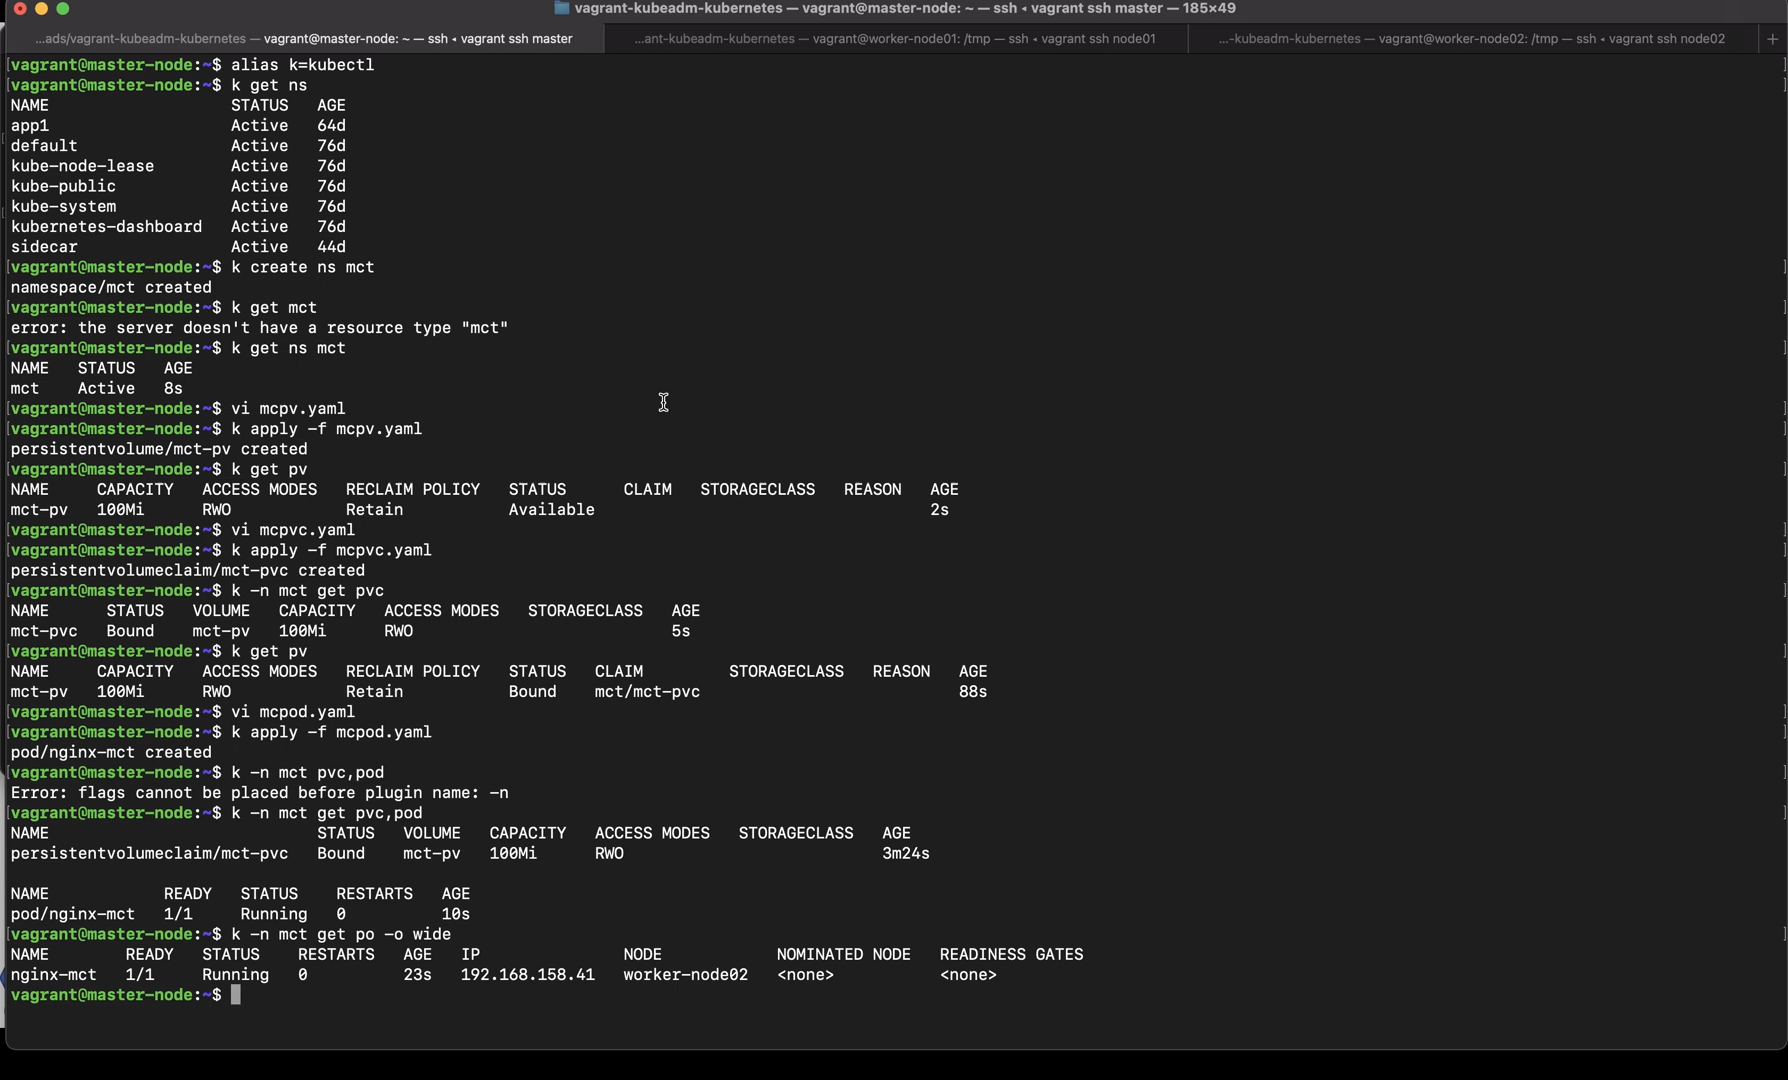 vagrant-kubeadm-kubernetes — vagrant@master-node: ~ — ssh ◂ vagrant ssh master — 185×49
...ads/vagrant-kubeadm-kubernetes — vagrant@master-node: ~ — ssh ◂ vagrant ssh master ...ant-kubeadm-kubernetes — vagrant@worker-node01: /tmp — ssh ◂ vagrant ssh node01 ...-kubeadm-kubernetes — vagrant@worker-node02: /tmp — ssh ◂ vagrant ssh node02 +
[vagrant@master-node:~$ alias k=kubectl ]
[vagrant@master-node:~$ k get ns ]
NAME STATUS AGE
app1 Active 64d
default Active 76d
kube-node-lease Active 76d
kube-public Active 76d
kube-system Active 76d
kubernetes-dashboard Active 76d
sidecar Active 44d
[vagrant@master-node:~$ k create ns mct ]
namespace/mct created
[vagrant@master-node:~$ k get mct ]
error: the server doesn't have a resource type "mct"
[vagrant@master-node:~$ k get ns mct ]
NAME STATUS AGE
mct Active 8s
[vagrant@master-node:~$ vi mcpv.yaml ]
[vagrant@master-node:~$ k apply -f mcpv.yaml ]
persistentvolume/mct-pv created
[vagrant@master-node:~$ k get pv ]
NAME CAPACITY ACCESS MODES RECLAIM POLICY STATUS CLAIM STORAGECLASS REASON AGE
mct-pv 100Mi RWO Retain Available 2s
[vagrant@master-node:~$ vi mcpvc.yaml ]
[vagrant@master-node:~$ k apply -f mcpvc.yaml ]
persistentvolumeclaim/mct-pvc created
[vagrant@master-node:~$ k -n mct get pvc ]
NAME STATUS VOLUME CAPACITY ACCESS MODES STORAGECLASS AGE
mct-pvc Bound mct-pv 100Mi RWO 5s
[vagrant@master-node:~$ k get pv ]
NAME CAPACITY ACCESS MODES RECLAIM POLICY STATUS CLAIM STORAGECLASS REASON AGE
mct-pv 100Mi RWO Retain Bound mct/mct-pvc 88s
[vagrant@master-node:~$ vi mcpod.yaml ]
[vagrant@master-node:~$ k apply -f mcpod.yaml ]
pod/nginx-mct created
[vagrant@master-node:~$ k -n mct pvc,pod ]
Error: flags cannot be placed before plugin name: -n
[vagrant@master-node:~$ k -n mct get pvc,pod ]
NAME STATUS VOLUME CAPACITY ACCESS MODES STORAGECLASS AGE
persistentvolumeclaim/mct-pvc Bound mct-pv 100Mi RWO 3m24s
NAME READY STATUS RESTARTS AGE
pod/nginx-mct 1/1 Running 0 10s
[vagrant@master-node:~$ k -n mct get po -o wide ]
NAME READY STATUS RESTARTS AGE IP NODE NOMINATED NODE READINESS GATES
nginx-mct 1/1 Running 0 23s 192.168.158.41 worker-node02 <none> <none>
vagrant@master-node:~$